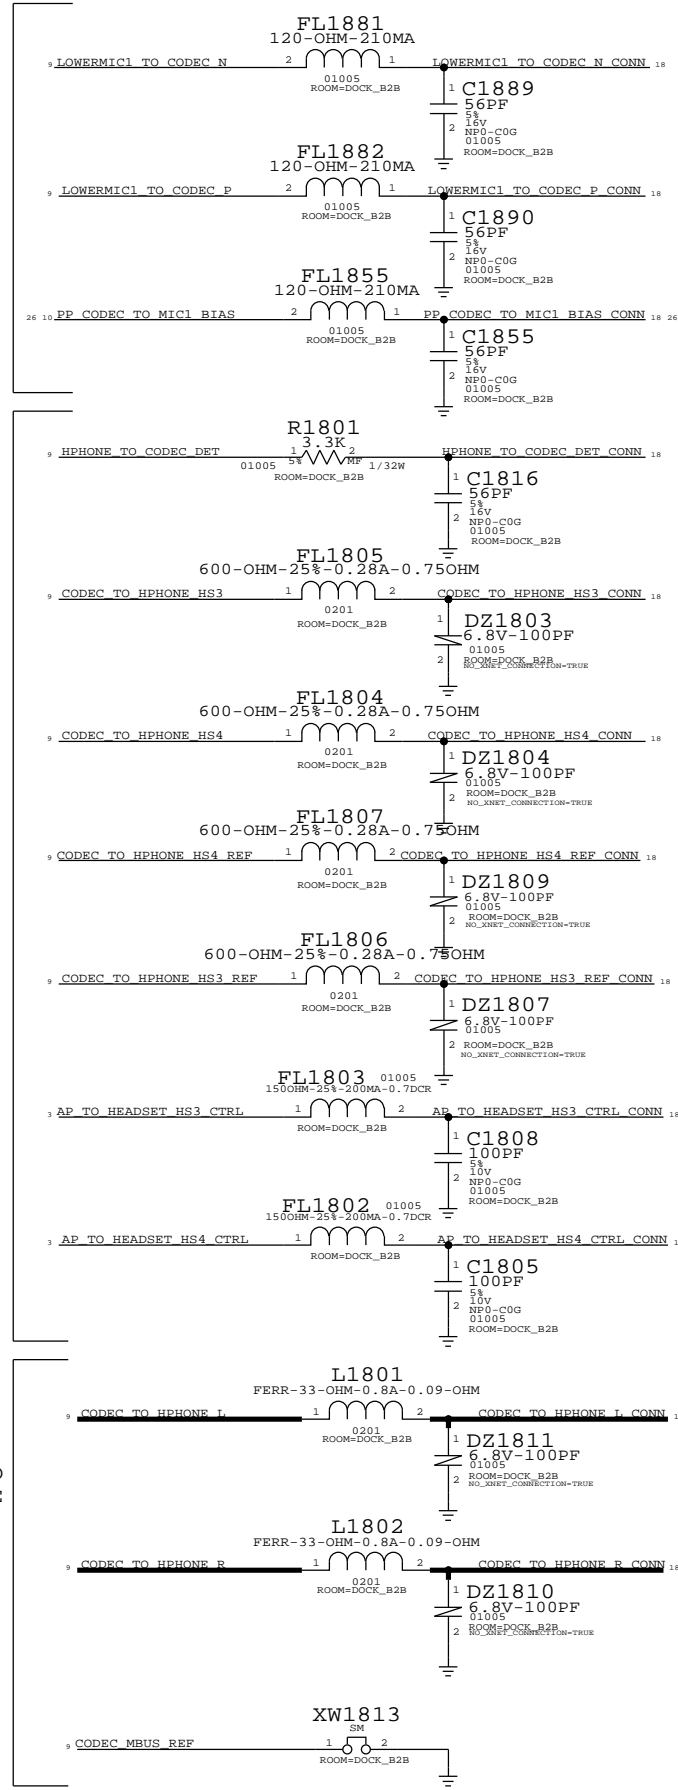 FL1881
120-OHM-210MA
9 LOWERMIC1_TO_CODEC_N 2 1 LOWERMIC1_TO_CODEC_N_CONN 18
01005
ROOM=DOCK_B2B
1 C1889
56PF
5%
16V
2 NP0-C0G
01005
ROOM=DOCK_B2B
FL1882
120-OHM-210MA
9 LOWERMIC1_TO_CODEC_P 2 1 LOWERMIC1_TO_CODEC_P_CONN 18
01005
ROOM=DOCK_B2B
1 C1890
56PF
5%
16V
2 NP0-C0G
01005
ROOM=DOCK_B2B
FL1855
120-OHM-210MA
26 10 PP_CODEC_TO_MIC1_BIAS 2 1 PP_CODEC_TO_MIC1_BIAS_CONN 18 26
01005
ROOM=DOCK_B2B
1 C1855
56PF
5%
16V
2 NP0-C0G
01005
ROOM=DOCK_B2B
R1801
3.3K
9 HPHONE_TO_CODEC_DET 1 2 HPHONE_TO_CODEC_DET_CONN 18
01005 5% MF 1/32W
ROOM=DOCK_B2B
1 C1816
56PF
5%
16V
2 NP0-C0G
01005
ROOM=DOCK_B2B
FL1805
600-OHM-25%-0.28A-0.75OHM
9 CODEC_TO_HPHONE_HS3 1 2 CODEC_TO_HPHONE_HS3_CONN 18
0201
ROOM=DOCK_B2B
1 DZ1803
6.8V-100PF
01005
2 ROOM=DOCK_B2B
NO_XNET_CONNECTION=TRUE
FL1804
600-OHM-25%-0.28A-0.75OHM
9 CODEC_TO_HPHONE_HS4 1 2 CODEC_TO_HPHONE_HS4_CONN 18
0201
ROOM=DOCK_B2B
1 DZ1804
6.8V-100PF
01005
ROOM=DOCK_B2B
2 NO_XNET_CONNECTION=TRUE
FL1807
600-OHM-25%-0.28A-0.75OHM
9 CODEC_TO_HPHONE_HS4_REF 1 2 CODEC_TO_HPHONE_HS4_REF_CONN 18
0201
ROOM=DOCK_B2B
1 DZ1809
6.8V-100PF
01005
2 ROOM=DOCK_B2B
NO_XNET_CONNECTION=TRUE
FL1806
600-OHM-25%-0.28A-0.75OHM
9 CODEC_TO_HPHONE_HS3_REF 1 2 CODEC_TO_HPHONE_HS3_REF_CONN 18
0201
ROOM=DOCK_B2B
1 DZ1807
6.8V-100PF
01005
2 ROOM=DOCK_B2B
NO_XNET_CONNECTION=TRUE
FL1803 01005
150OHM-25%-200MA-0.7DCR
3 AP_TO_HEADSET_HS3_CTRL 1 2 AP_TO_HEADSET_HS3_CTRL_CONN 18
ROOM=DOCK_B2B
1 C1808
100PF
5%
10V
2 NP0-C0G
01005
ROOM=DOCK_B2B
FL1802 01005
150OHM-25%-200MA-0.7DCR
3 AP_TO_HEADSET_HS4_CTRL 1 2 AP_TO_HEADSET_HS4_CTRL_CONN 1
ROOM=DOCK_B2B
1 C1805
100PF
5%
10V
2 NP0-C0G
01005
ROOM=DOCK_B2B
L1801
FERR-33-OHM-0.8A-0.09-OHM
9 CODEC_TO_HPHONE_L 1 2 CODEC_TO_HPHONE_L_CONN 1
0201
ROOM=DOCK_B2B
1 DZ1811
6.8V-100PF
01005
ROOM=DOCK_B2B
2 NO_XNET_CONNECTION=TRUE
L1802
FERR-33-OHM-0.8A-0.09-OHM
9 CODEC_TO_HPHONE_R 1 2 CODEC_TO_HPHONE_R_CONN 18
0201
ROOM=DOCK_B2B
1 DZ1810
6.8V-100PF
01005
ROOM=DOCK_B2B
2 NO_XNET_CONNECTION=TRUE
XW1813
SM
9 CODEC_MBUS_REF 1 2
ROOM=DOCK_B2B